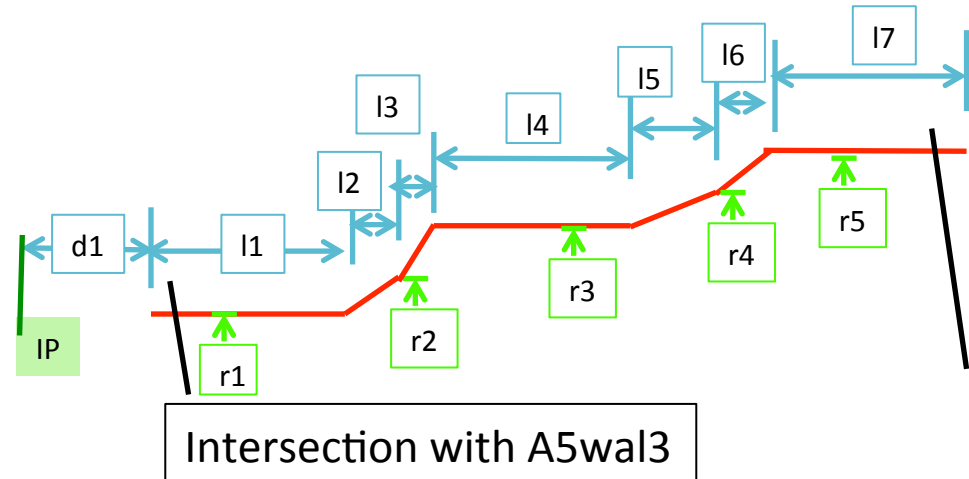 l7
l6
l5
l3
l4
l2
d1
l1
r5
r4
r3
r2
IP
r1
Intersection with A5wal3